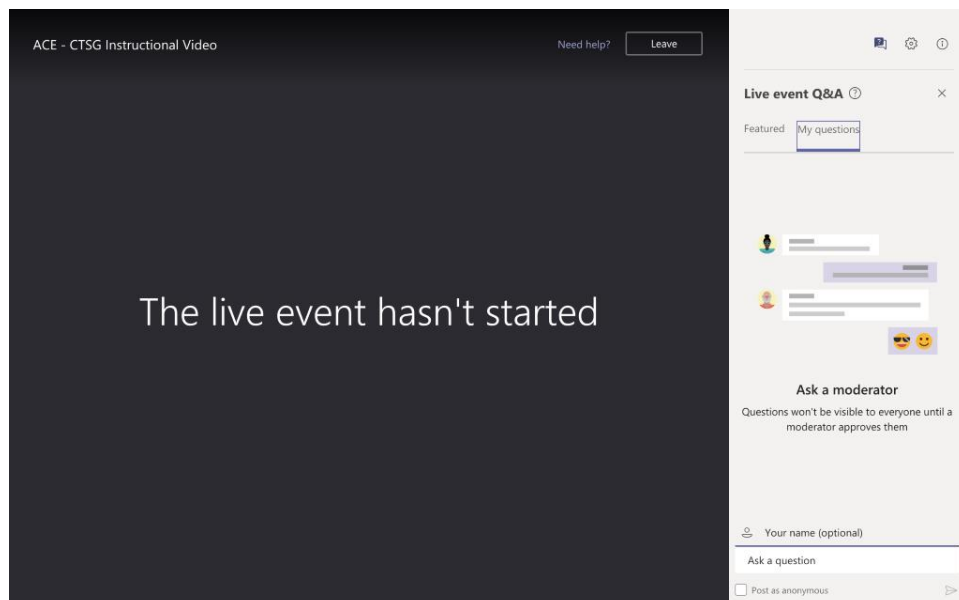 ACE - CTSG Instructional Video
Need help?
Leave
The live event hasn't started
Live event Q&A
Featured
My questions
Ask a moderator
Questions won't be visible to everyone until a
moderator approves them
Your name (optional)
Ask a question
Post as anonymous